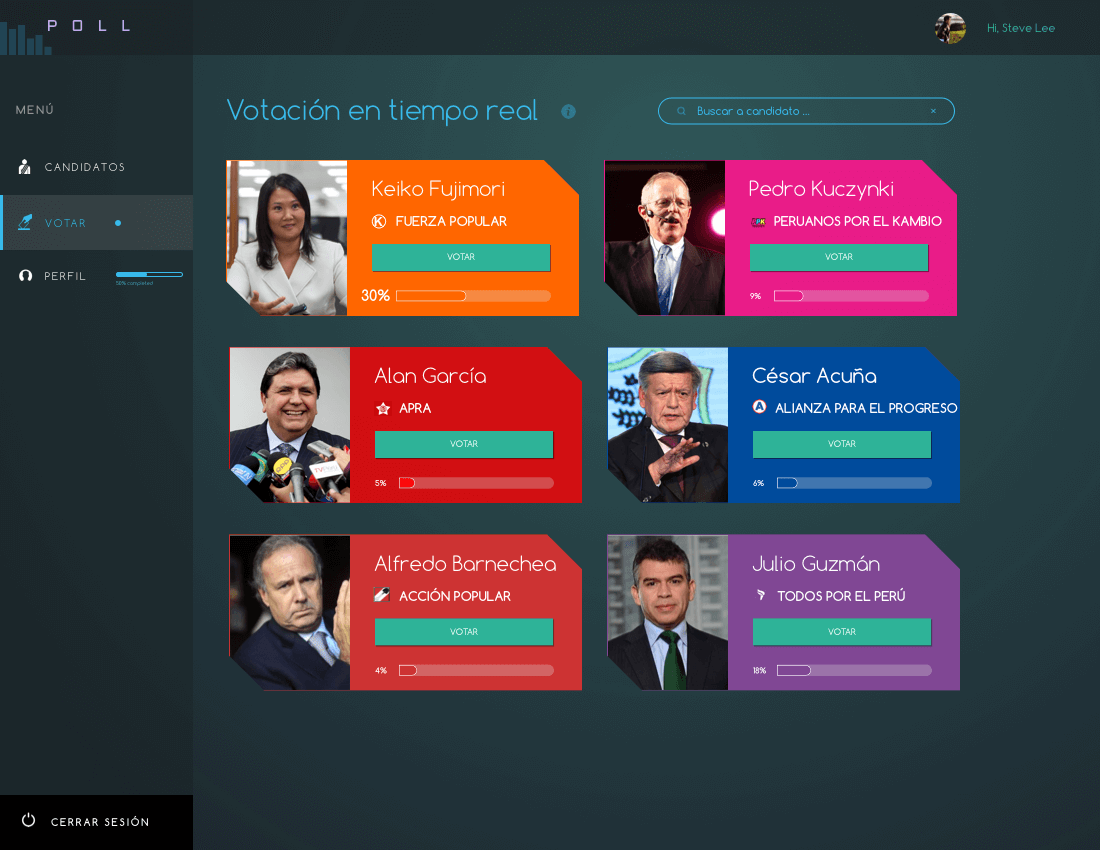 POLL
Hi, Steve Lee
MENÚ
CANDIDATOS
VOTAR
PERFIL
50% completed
CERRAR SESIÓN
Votación en tiempo real
i
Buscar a candidato ...
×
Keiko Fujimori
K FUERZA POPULAR
VOTAR
30%
Pedro Kuczynki
PPK PERUANOS POR EL KAMBIO
VOTAR
9%
Alan García
APRA
VOTAR
5%
César Acuña
A ALIANZA PARA EL PROGRESO
VOTAR
6%
Alfredo Barnechea
ACCIÓN POPULAR
VOTAR
4%
Julio Guzmán
TODOS POR EL PERÚ
VOTAR
18%